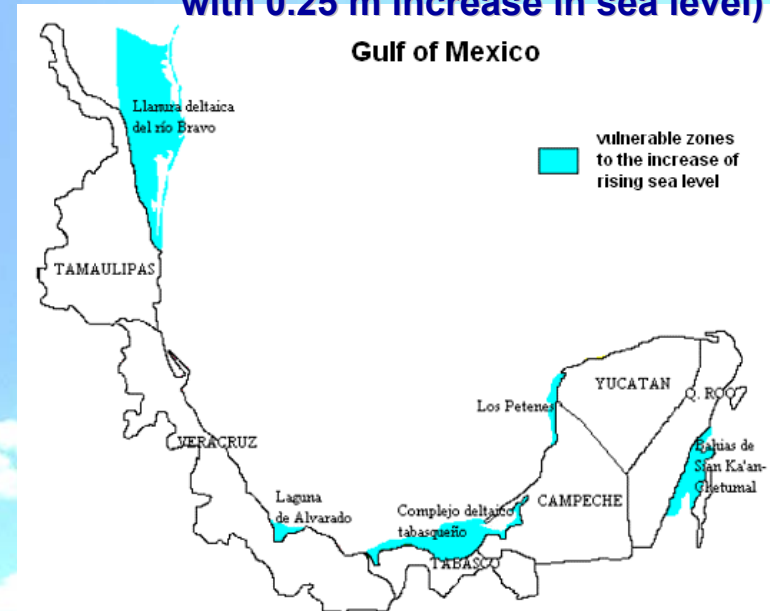 with 0.25 m increase in sea level)
Gulf of Mexico
Llanura deltaica
del río Bravo
vulnerable zones
to the increase of
rising sea level
TAMAULIPAS
YUCATAN
Q. ROO
Los Petenes
VERACRUZ
Bahias de
Sian Ka'an-
Chetumal
Laguna
de Alvarado
Complejo deltaico
tabasqueño
CAMPECHE
TABASCO